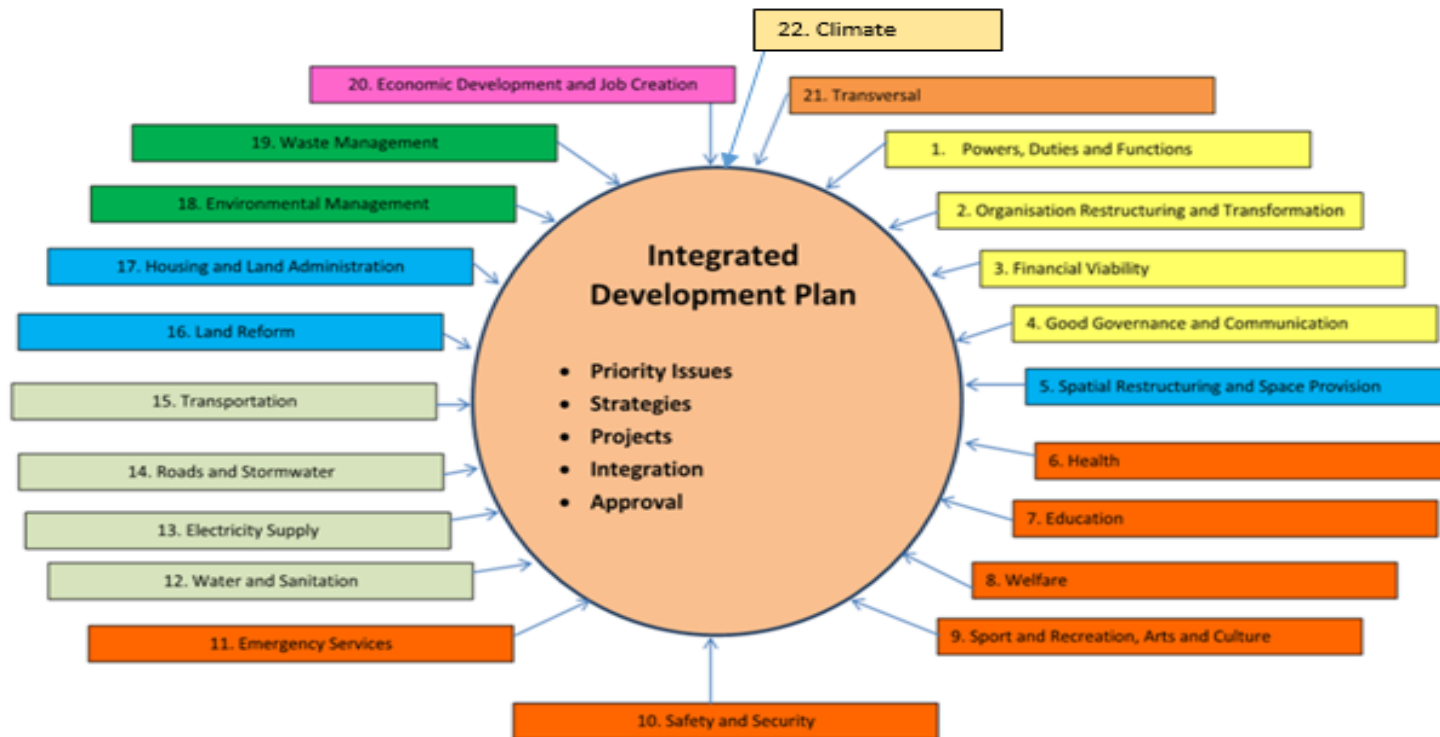 22. Climate
20. Economic Development and Job Creation
21. Transversal
19. Waste Management
1. Powers, Duties and Functions
18. Environmental Management
2. Organisation Restructuring and Transformation
17. Housing and Land Administration
3. Financial Viability
16. Land Reform
4. Good Governance and Communication
15. Transportation
5. Spatial Restructuring and Space Provision
14. Roads and Stormwater
6. Health
13. Electricity Supply
7. Education
12. Water and Sanitation
8. Welfare
11. Emergency Services
9. Sport and Recreation, Arts and Culture
10. Safety and Security
Integrated
Development Plan
• Priority Issues
• Strategies
• Projects
• Integration
• Approval